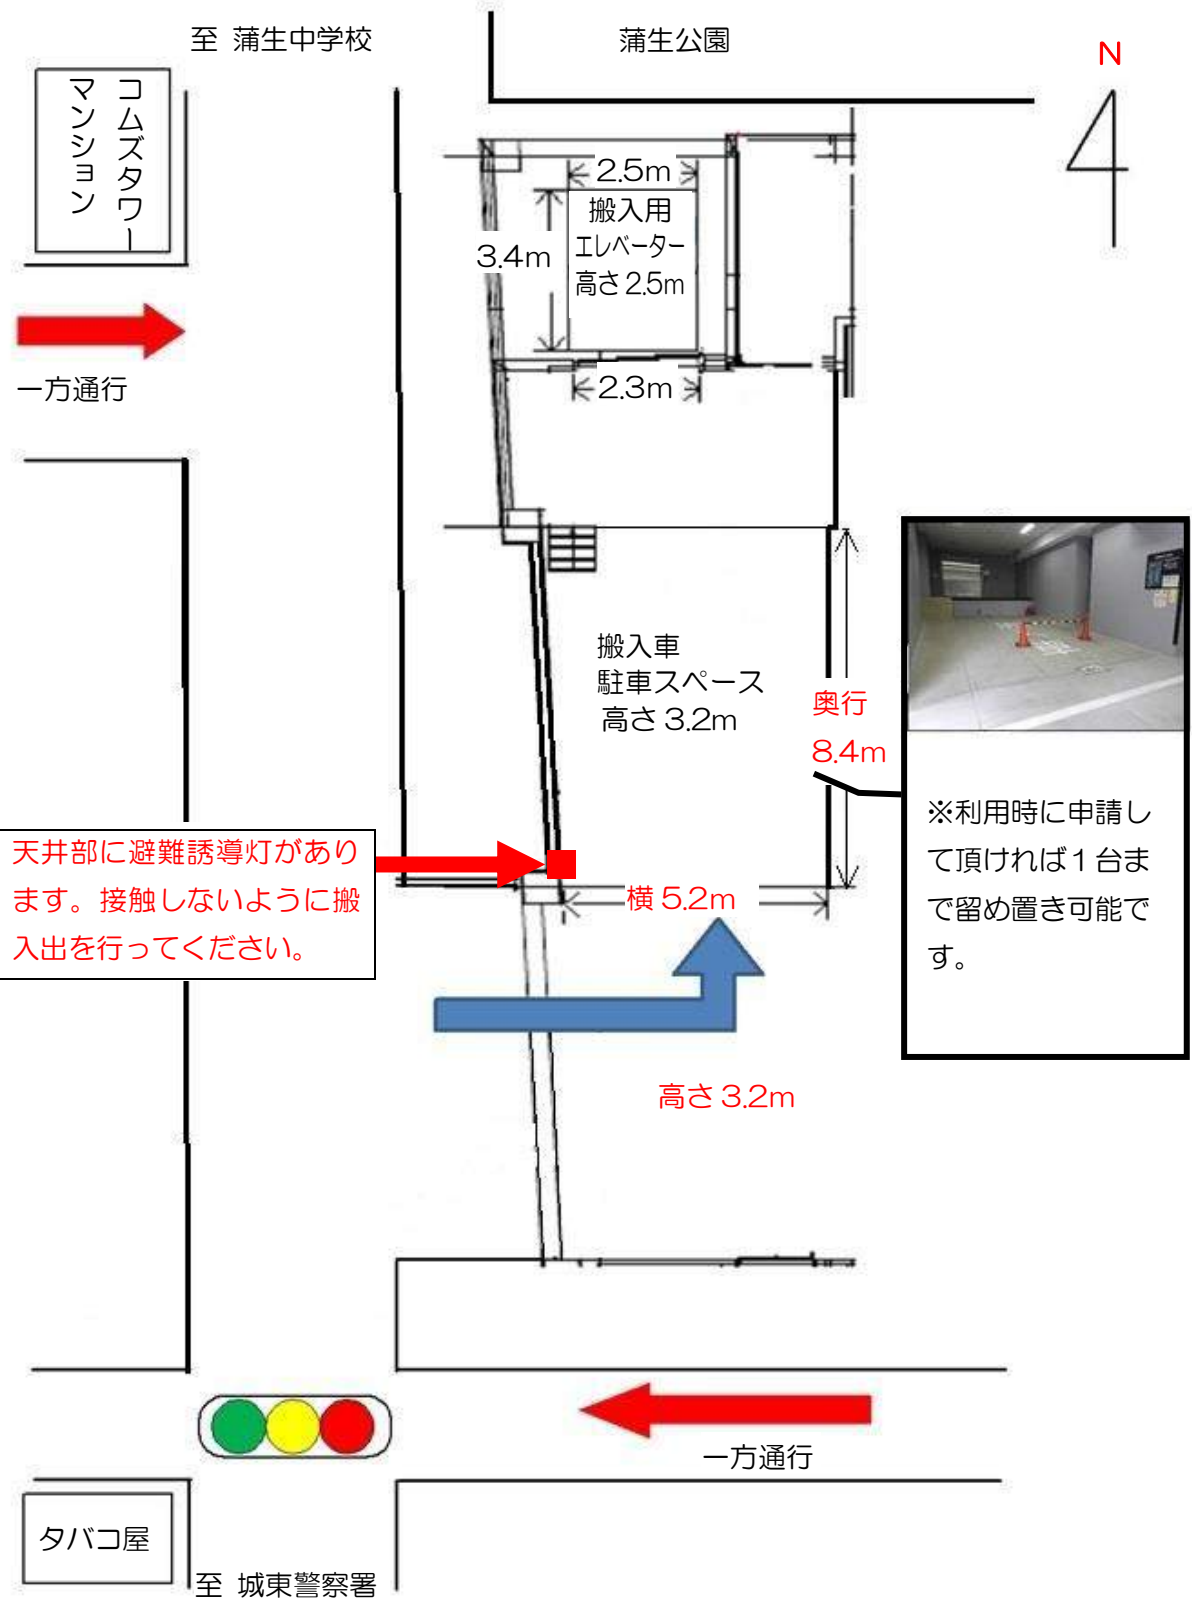 至 蒲生中学校
蒲生公園
N
コムズタワー
マンション
2.5m
搬入用
エレベーター
高さ2.5m
3.4m
2.3m
一方通行
搬入車
駐車スペース
高さ3.2m
奥行
8.4m
※利用時に申請し
て頂ければ1台ま
で留め置き可能で
す。
天井部に避難誘導灯があり
ます。接触しないように搬
入出を行ってください。
横5.2m
高さ3.2m
一方通行
タバコ屋
至 城東警察署